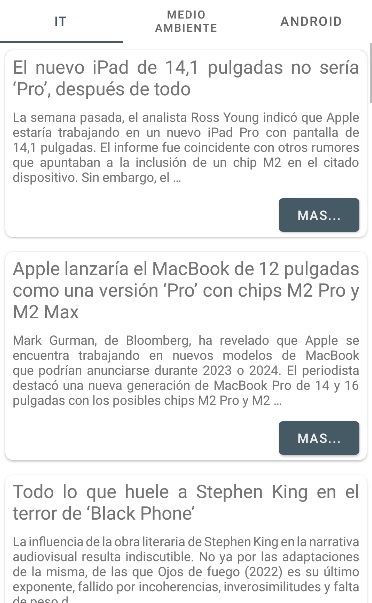 IT
MEDIO
AMBIENTE
ANDROID
El nuevo iPad de 14,1 pulgadas no sería
‘Pro’, después de todo
La semana pasada, el analista Ross Young indicó que Apple
estaría trabajando en un nuevo iPad Pro con pantalla de
14,1 pulgadas. El informe fue coincidente con otros rumores
que apuntaban a la inclusión de un chip M2 en el citado
dispositivo. Sin embargo, el ...
MAS...
Apple lanzaría el MacBook de 12 pulgadas
como una versión ‘Pro’ con chips M2 Pro y
M2 Max
Mark Gurman, de Bloomberg, ha revelado que Apple se
encuentra trabajando en nuevos modelos de MacBook
que podrían anunciarse durante 2023 o 2024. El periodista
destacó una nueva generación de MacBook Pro de 14 y 16
pulgadas con los posibles chips M2 Pro y M2 ...
MAS...
Todo lo que huele a Stephen King en el
terror de ‘Black Phone’
La influencia de la obra literaria de Stephen King en la narrativa
audiovisual resulta indiscutible. No ya por las adaptaciones
de la misma, de las que Ojos de fuego (2022) es su último
exponente, fallido por incoherencias, inverosimilitudes y falta
de peso d